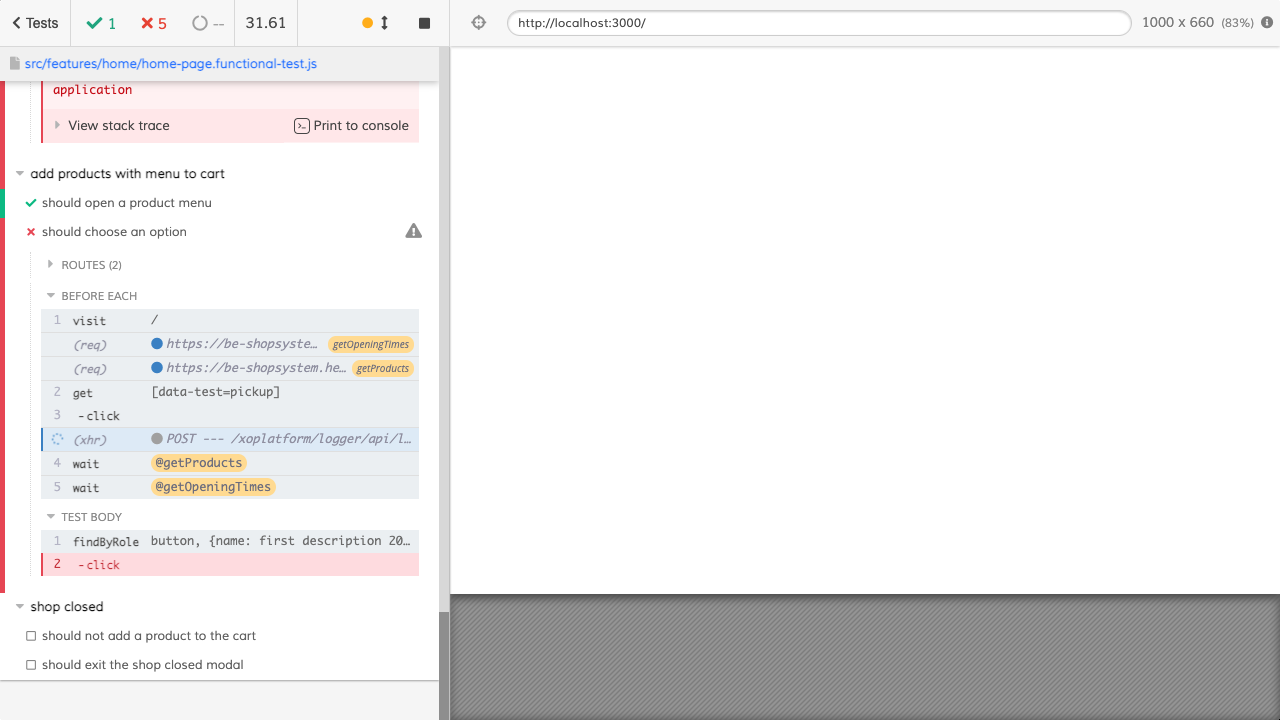 Tests 1 5 -- 31.61 http://localhost:3000/ 1000 x 660 (83%)
src/features/home/home-page.functional-test.js
application
View stack trace Print to console
add products with menu to cart
should open a product menu
should choose an option
ROUTES (2)
BEFORE EACH
1 visit /
(req) https://be-shopsyste… getOpeningTimes
(req) https://be-shopsystem.he… getProducts
2 get [data-test=pickup]
3 -click
(xhr) POST --- /xoplatform/logger/api/l…
4 wait @getProducts
5 wait @getOpeningTimes
TEST BODY
1 findByRole button, {name: first description 20…
2 -click
shop closed
should not add a product to the cart
should exit the shop closed modal